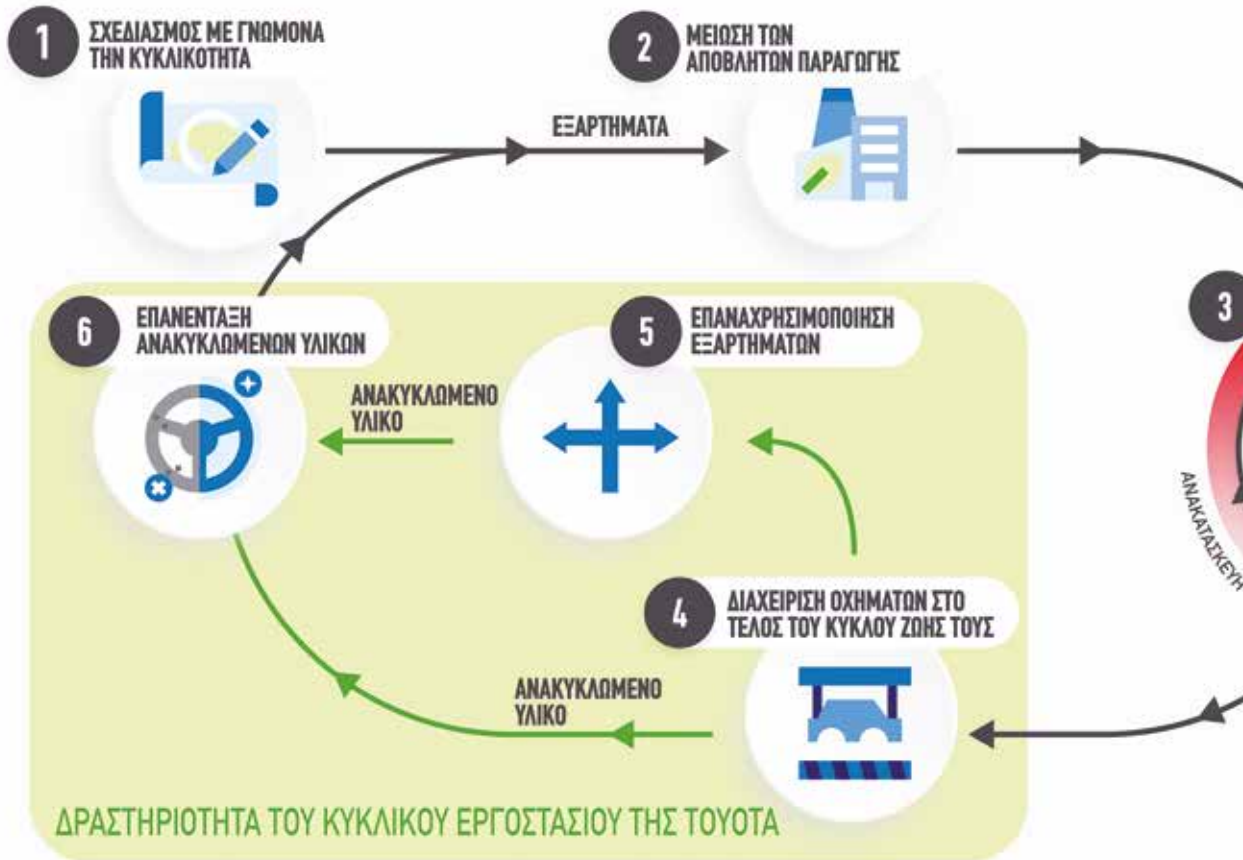 1
ΣΧΕΔΙΑΣΜΟΣ ΜΕ ΓΝΩΜΟΝΑ
ΤΗΝ ΚΥΚΛΙΚΟΤΗΤΑ
2
ΜΕΙΩΣΗ ΤΩΝ
ΑΠΟΒΛΗΤΩΝ ΠΑΡΑΓΩΓΗΣ
ΕΞΑΡΤΗΜΑΤΑ
3
ΑΝΑΚΑΤΑΣΚΕΥΗ
6
ΕΠΑΝΕΝΤΑΞΗ
ΑΝΑΚΥΚΛΩΜΕΝΩΝ ΥΛΙΚΩΝ
5
ΕΠΑΝΑΧΡΗΣΙΜΟΠΟΙΗΣΗ
ΕΞΑΡΤΗΜΑΤΩΝ
ΑΝΑΚΥΚΛΩΜΕΝΟ
ΥΛΙΚΟ
4
ΔΙΑΧΕΙΡΙΣΗ ΟΧΗΜΑΤΩΝ ΣΤΟ
ΤΕΛΟΣ ΤΟΥ ΚΥΚΛΟΥ ΖΩΗΣ ΤΟΥΣ
ΑΝΑΚΥΚΛΩΜΕΝΟ
ΥΛΙΚΟ
ΔΡΑΣΤΗΡΙΟΤΗΤΑ ΤΟΥ ΚΥΚΛΙΚΟΥ ΕΡΓΟΣΤΑΣΙΟΥ ΤΗΣ TOYOTA